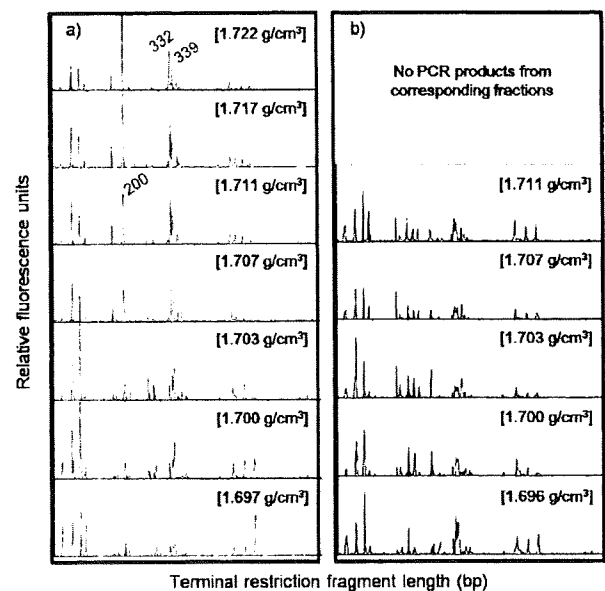 a)
332
339
[1.722 g/cm³]
[1.717 g/cm³]
200
[1.711 g/cm³]
[1.707 g/cm³]
[1.703 g/cm³]
[1.700 g/cm³]
[1.697 g/cm³]
b)
No PCR products from
corresponding fractions
[1.711 g/cm³]
[1.707 g/cm³]
[1.703 g/cm³]
[1.700 g/cm³]
[1.696 g/cm³]
Relative fluorescence units
Terminal restriction fragment length (bp)